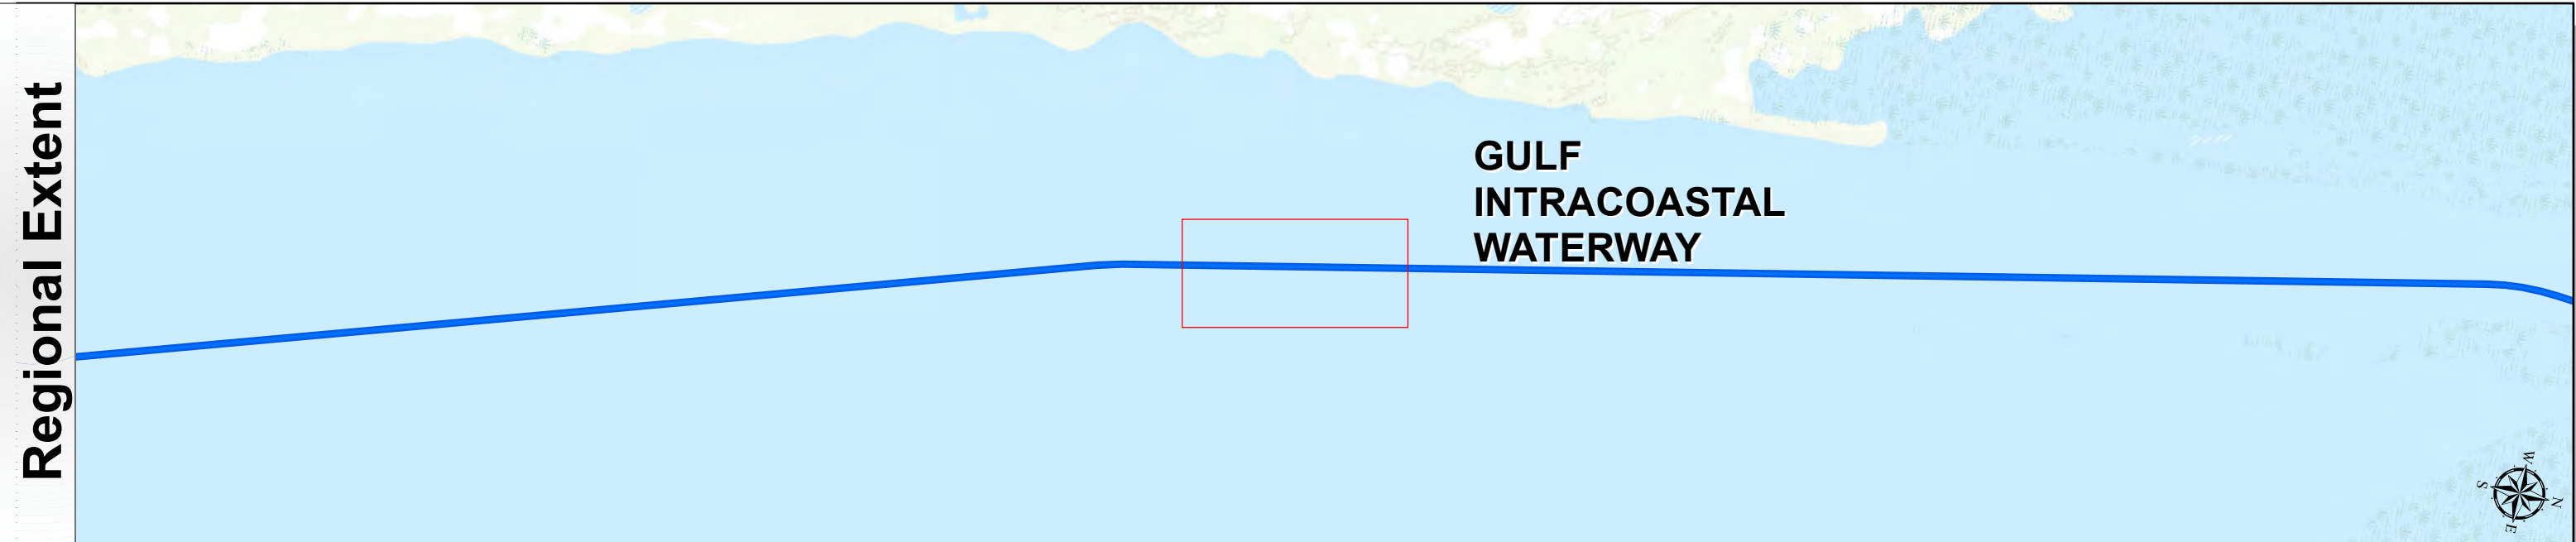 Regional Extent
GULF
INTRACOASTAL
WATERWAY
W
S
N
E